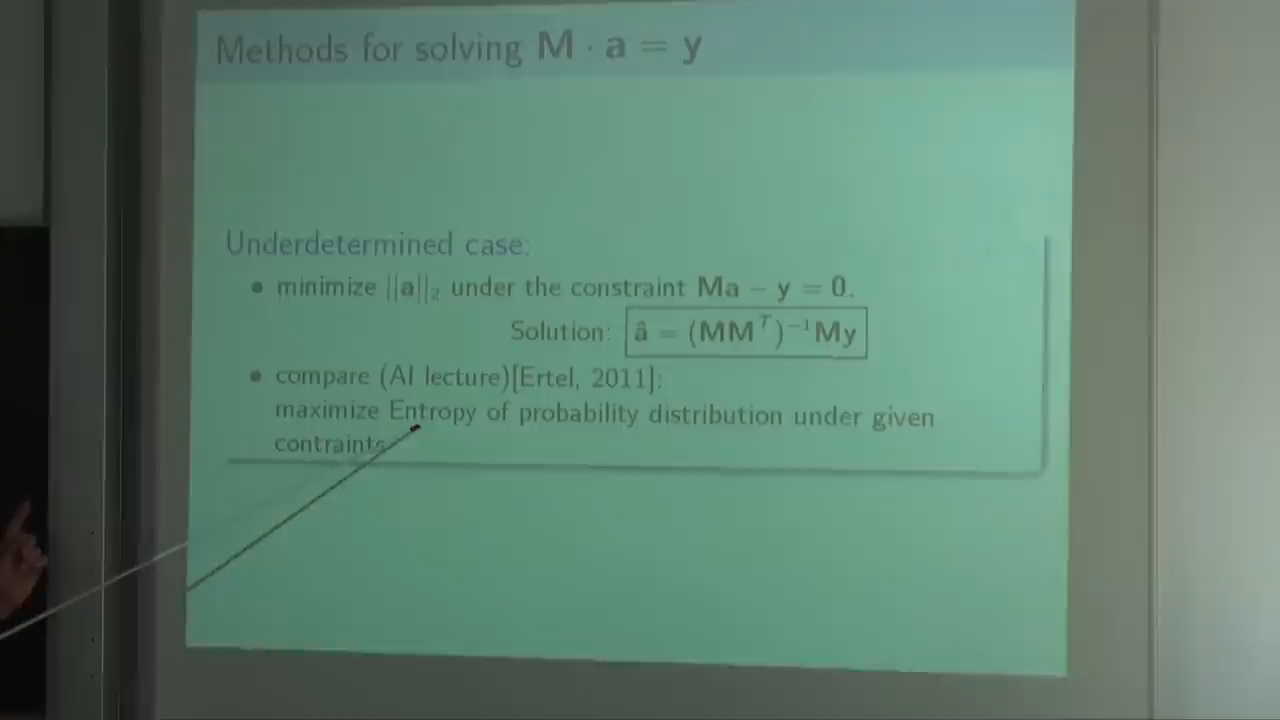 Methods for solving M · a = y
Underdetermined case:
• minimize ||a||₂ under the constraint Ma − y = 0.
Solution: â = (MMᵀ)⁻¹My
• compare (AI lecture)[Ertel, 2011]:
maximize Entropy of probability distribution under given
contraints